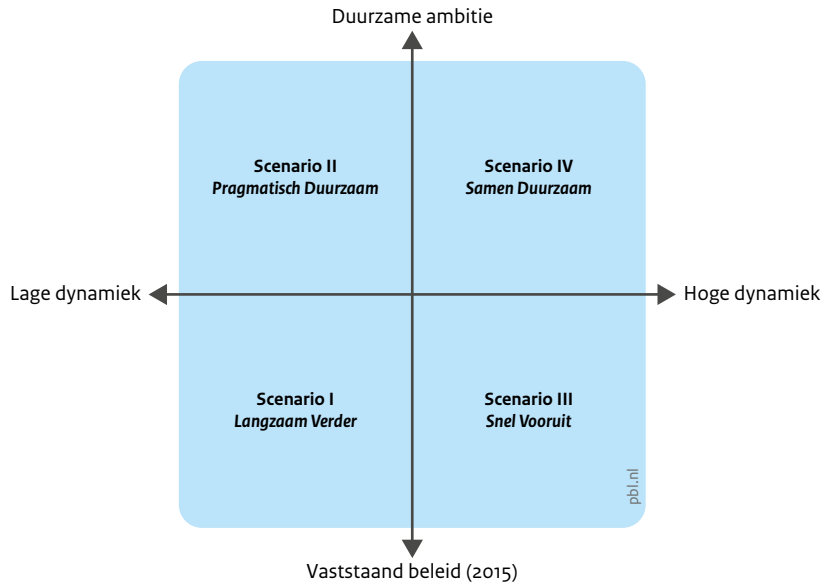 Duurzame ambitie
Scenario II
Pragmatisch Duurzaam
Scenario IV
Samen Duurzaam
Lage dynamiek
Hoge dynamiek
Scenario I
Langzaam Verder
Scenario III
Snel Vooruit
pbl.nl
Vaststaand beleid (2015)